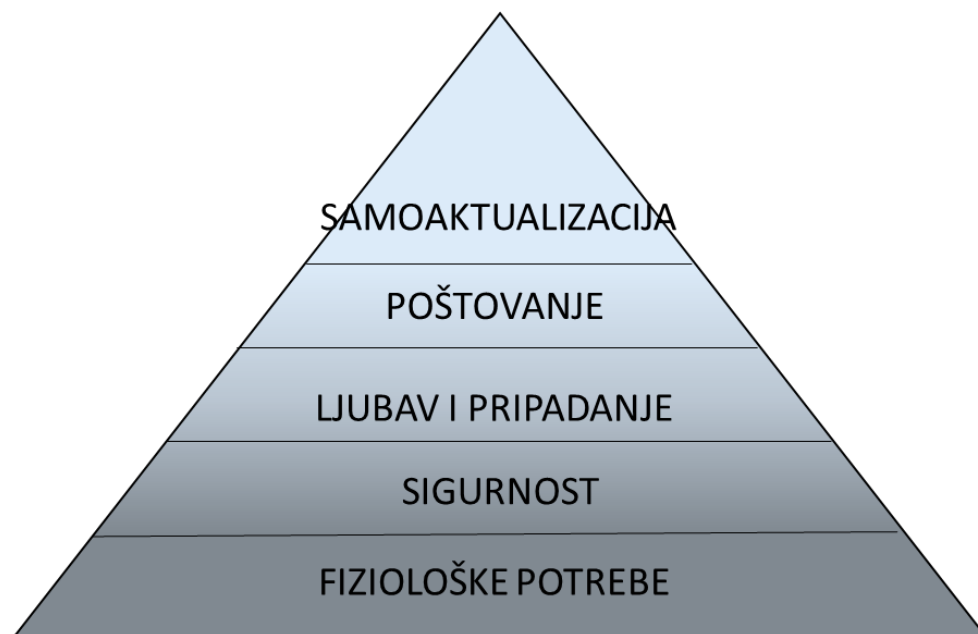 SAMOAKTUALIZACIJA
POŠTOVANJE
LJUBAV I PRIPADANJE
SIGURNOST
FIZIOLOŠKE POTREBE